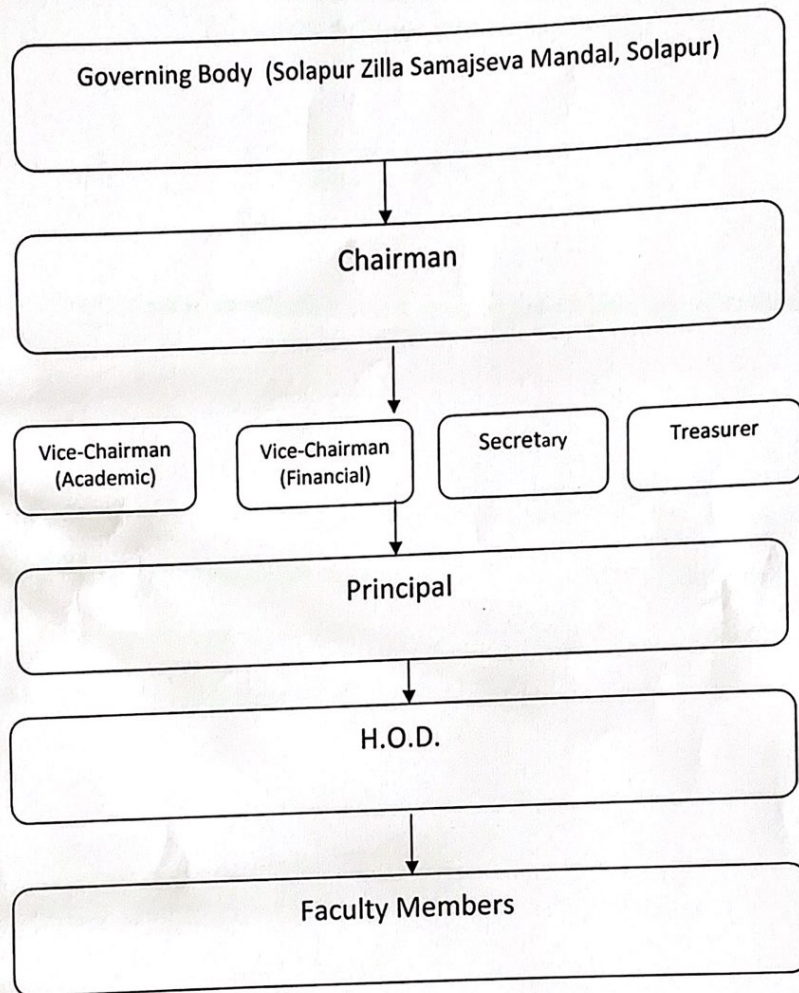 Governing Body (Solapur Zilla Samajseva Mandal, Solapur)
Chairman
Vice-Chairman
(Academic)
Vice-Chairman
(Financial)
Secretary
Treasurer
Principal
H.O.D.
Faculty Members